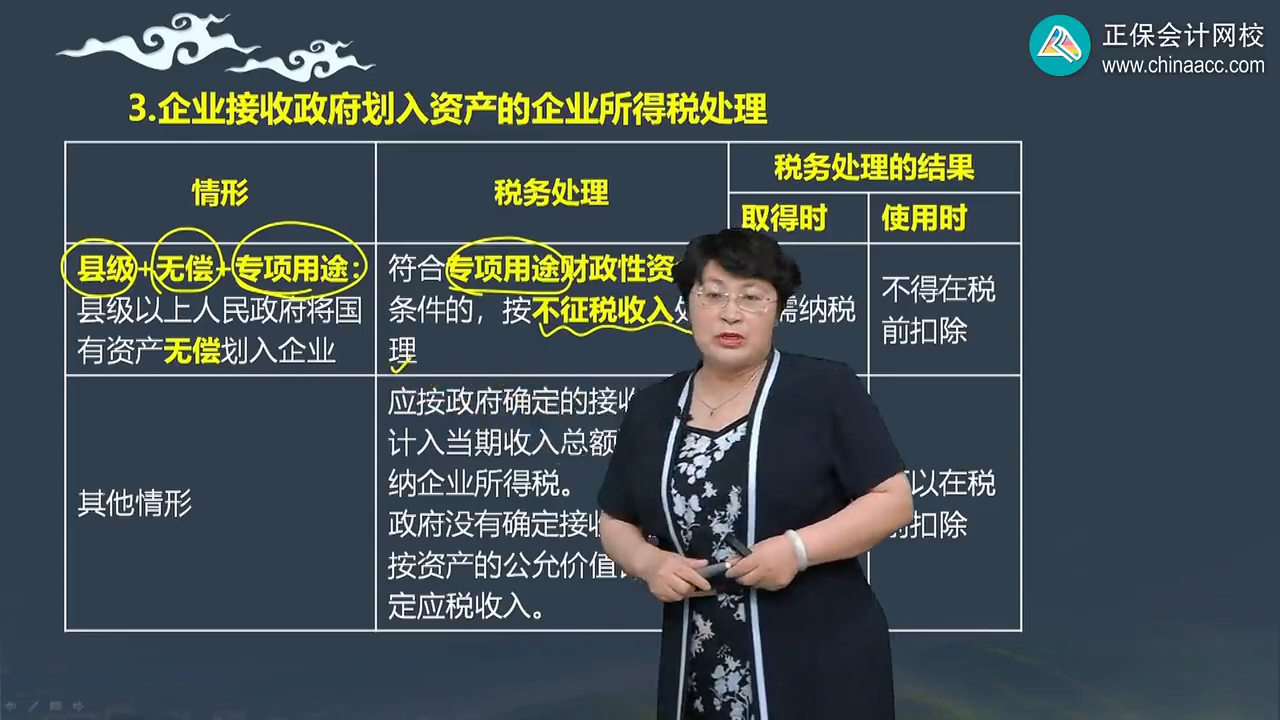 正保会计网校
www.chinaacc.com
3.企业接收政府划入资产的企业所得税处理
情形
税务处理
税务处理的结果
取得时
使用时
县级+无偿+专项用途：
县级以上人民政府将国
有资产无偿划入企业
符合专项用途财政性资
条件的，按不征税收入处
理
需纳税
不得在税
前扣除
其他情形
应按政府确定的接收
计入当期收入总额
纳企业所得税。
政府没有确定接收
按资产的公允价值
定应税收入。
以在税
前扣除